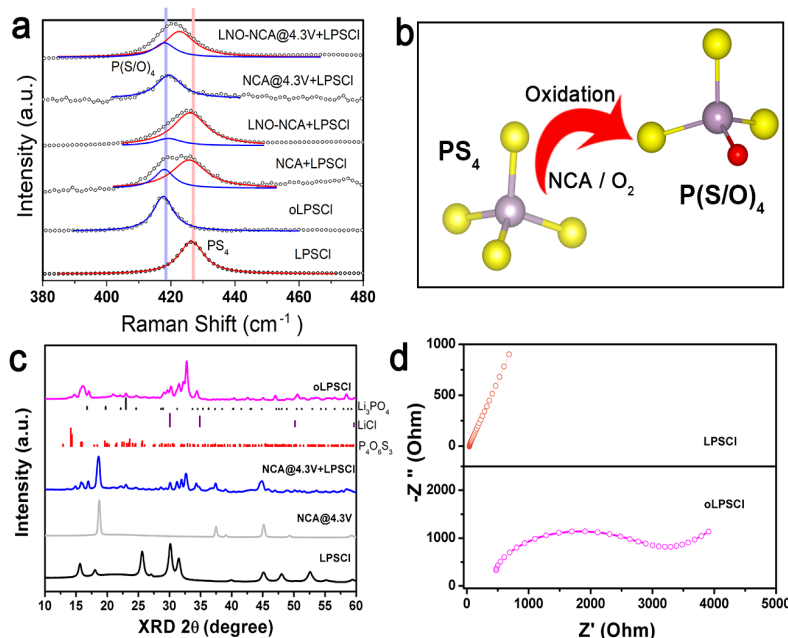 a
Intensity (a.u.)
LNO-NCA@4.3V+LPSCl
P(S/O)₄
NCA@4.3V+LPSCl
LNO-NCA+LPSCl
NCA+LPSCl
oLPSCl
PS₄
LPSCl
380 400 420 440 460 480
Raman Shift (cm⁻¹)
b
Oxidation
PS₄
NCA / O₂
P(S/O)₄
c
Intensity (a.u.)
oLPSCl
Li₃PO₄
LiCl
P₄O₆S₃
NCA@4.3V+LPSCl
NCA@4.3V
LPSCl
10 15 20 25 30 35 40 45 50 55 60
XRD 2θ (degree)
d
-Z'' (Ohm)
1000
500
0
LPSCl
2000
1000
0
oLPSCl
0 1000 2000 3000 4000 5000
Z' (Ohm)